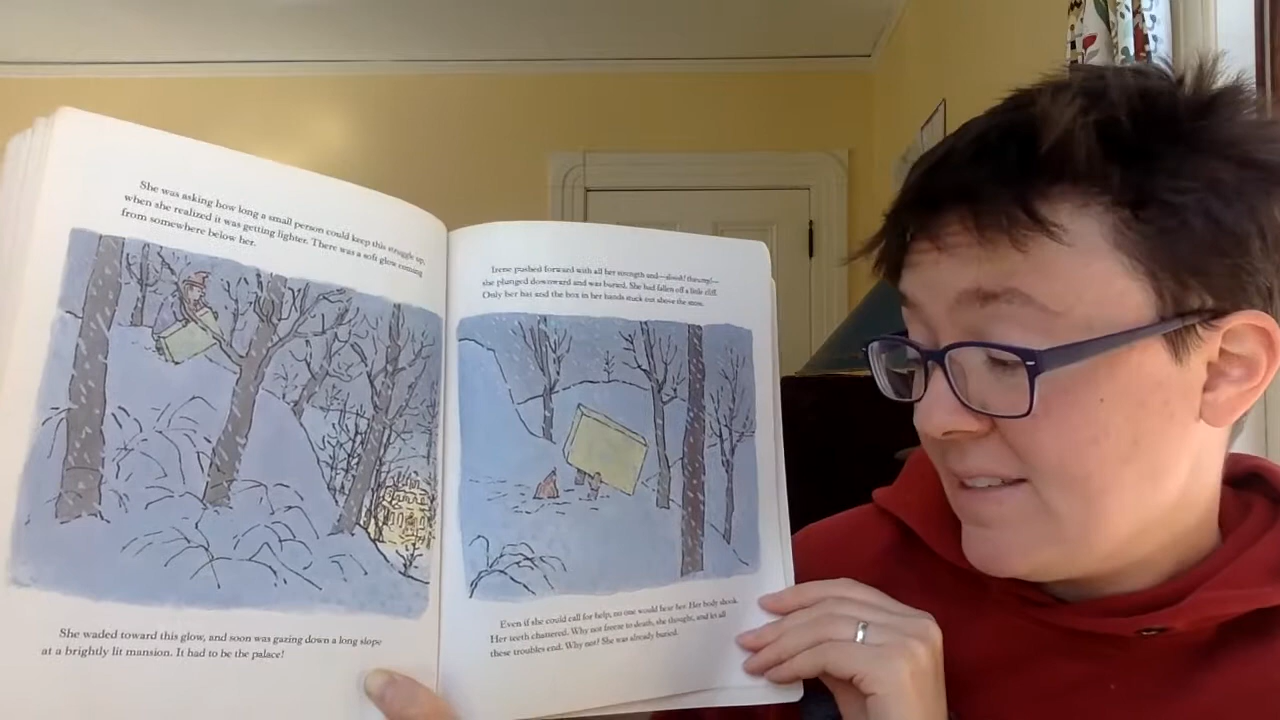 She was asking how long a small person could keep this struggle up,
when she realized it was getting lighter. There was a soft glow coming
from somewhere below her.
She waded toward this glow, and soon was gazing down a long slope
at a brightly lit mansion. It had to be the palace!
Irene pushed forward with all her strength and—sloosh! thwump!—
she plunged downward and was buried. She had fallen off a little cliff.
Only her hat and the box in her hands stuck out above the snow.
Even if she could call for help, no one would hear her. Her body shook.
Her teeth chattered. Why not freeze to death, she thought, and let all
these troubles end. Why not? She was already buried.